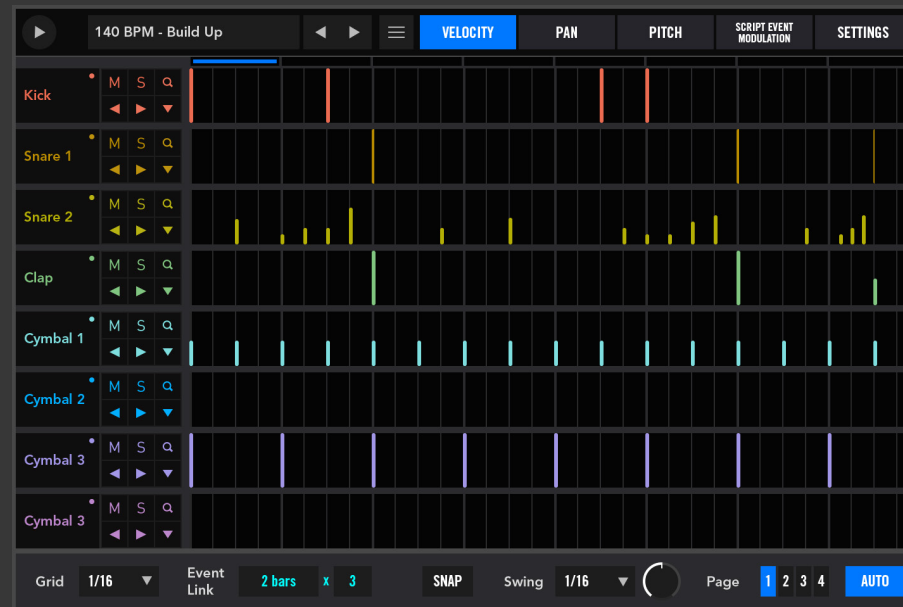 140 BPM - Build Up
VELOCITY
PAN
PITCH
SCRIPT EVENT
MODULATION
SETTINGS
Kick
M S
Snare 1
M S
Snare 2
M S
Clap
M S
Cymbal 1
M S
Cymbal 2
M S
Cymbal 3
M S
Cymbal 3
M S
Grid
1/16
Event
Link
2 bars
x
3
SNAP
Swing
1/16
Page
1 2 3 4
AUTO